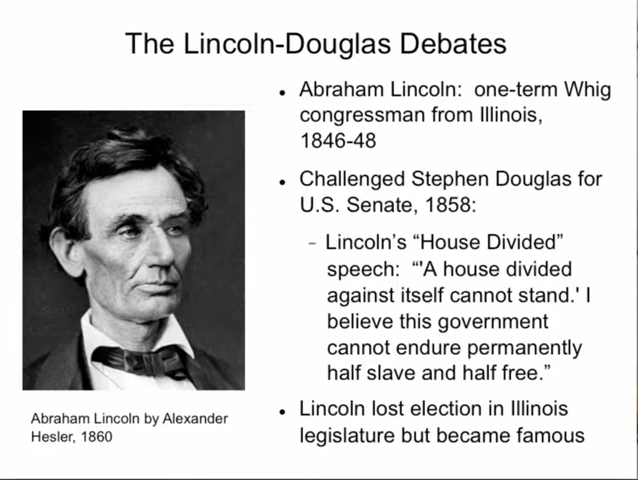 The Lincoln-Douglas Debates
• Abraham Lincoln: one-term Whig
congressman from Illinois,
1846-48
• Challenged Stephen Douglas for
U.S. Senate, 1858:
– Lincoln’s “House Divided”
speech: “'A house divided
against itself cannot stand.' I
believe this government
cannot endure permanently
half slave and half free.”
• Lincoln lost election in Illinois
legislature but became famous
Abraham Lincoln by Alexander
Hesler, 1860